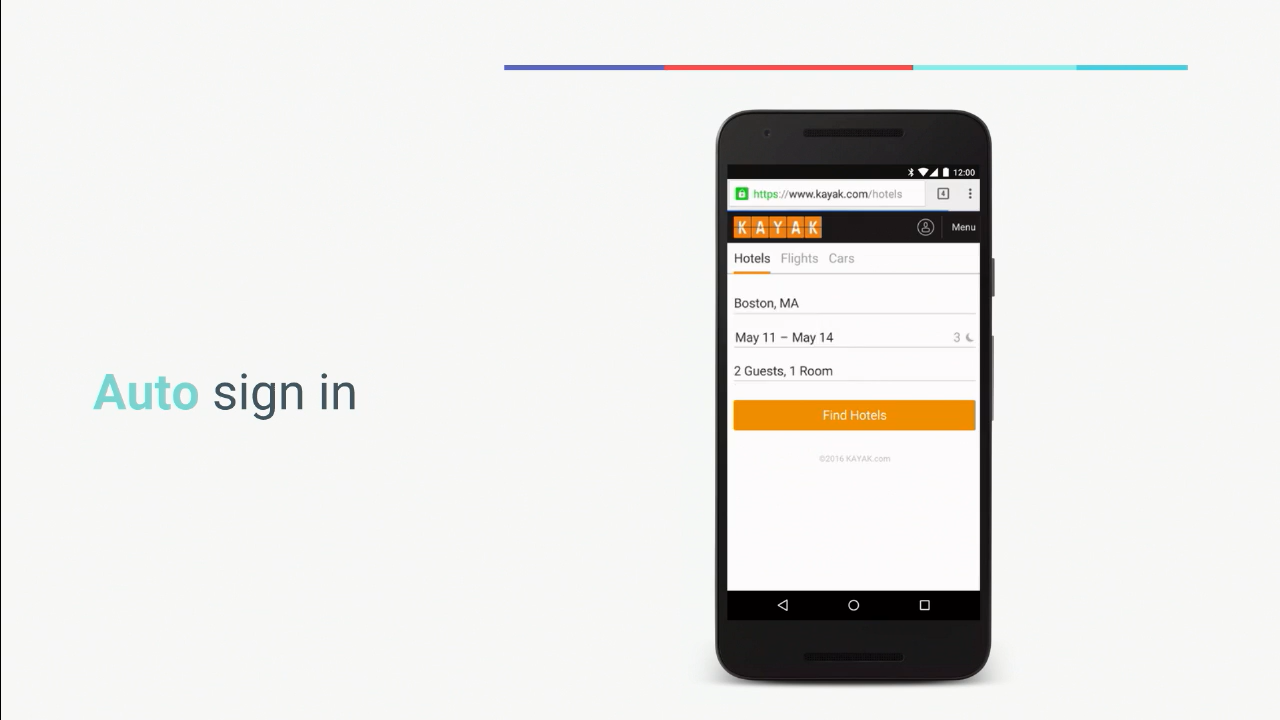 Auto sign in
12:00
https://www.kayak.com/hotels
4
KAYAK
Menu
Hotels Flights Cars
Boston, MA
May 11 – May 14 3
2 Guests, 1 Room
Find Hotels
©2016 KAYAK.com